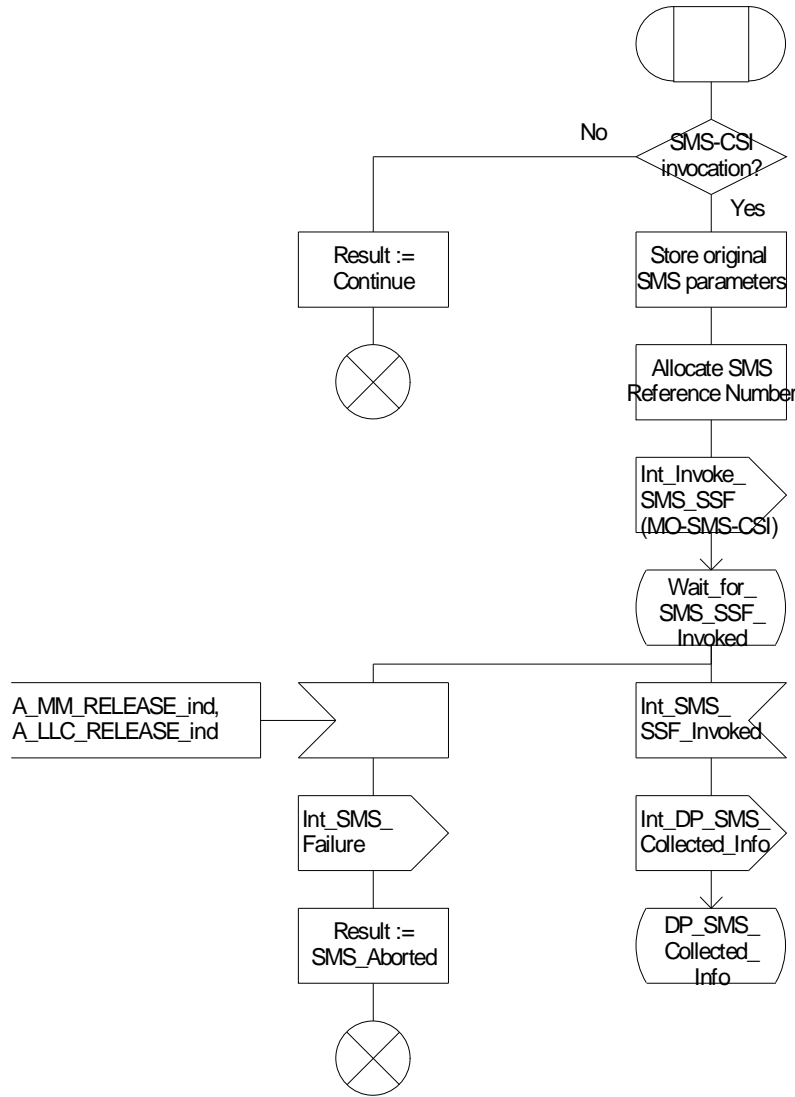 SMS-CSI
invocation?
No
Yes
Result :=
Continue
Store original
SMS parameters
Allocate SMS
Reference Number
Int_Invoke_
SMS_SSF
(MO-SMS-CSI)
Wait_for_
SMS_SSF_
Invoked
A_MM_RELEASE_ind,
A_LLC_RELEASE_ind
Int_SMS_
SSF_Invoked
Int_SMS_
Failure
Int_DP_SMS_
Collected_Info
Result :=
SMS_Aborted
DP_SMS_
Collected_
Info